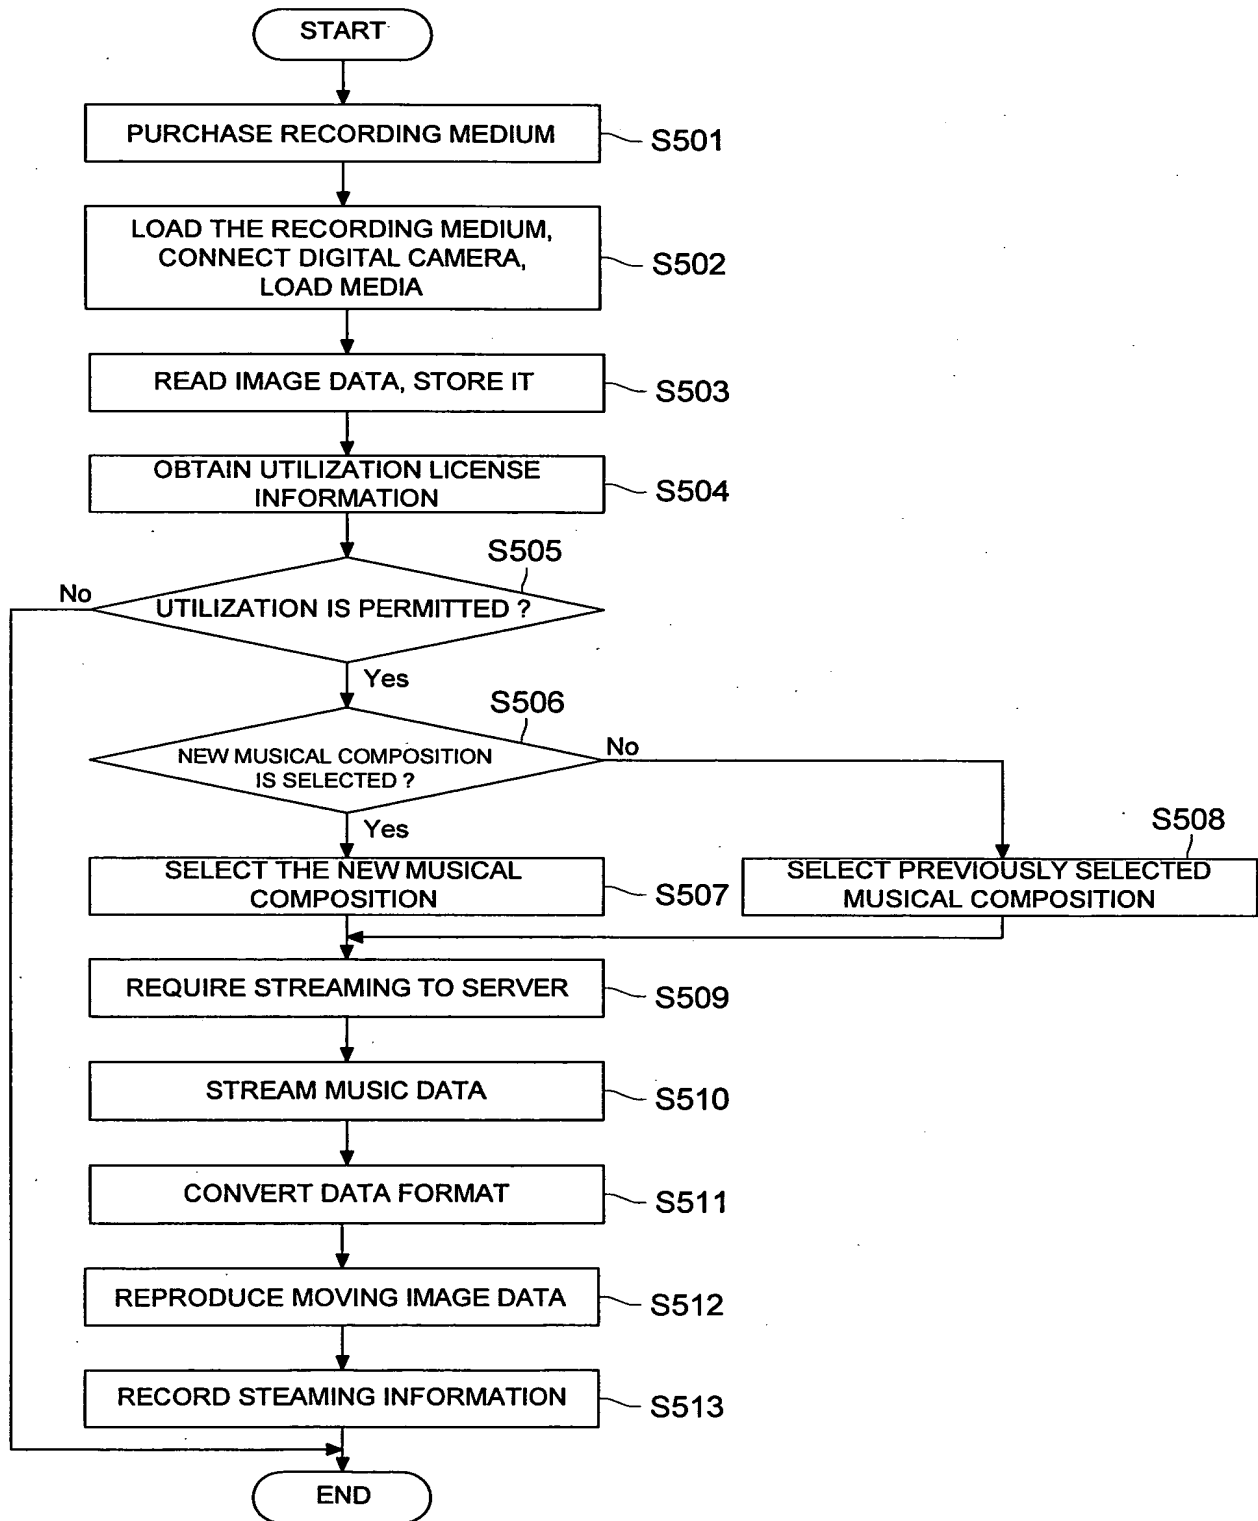 START
PURCHASE RECORDING MEDIUM
S501
LOAD THE RECORDING MEDIUM,
CONNECT DIGITAL CAMERA,
LOAD MEDIA
S502
READ IMAGE DATA, STORE IT
S503
OBTAIN UTILIZATION LICENSE
INFORMATION
S504
S505
No
UTILIZATION IS PERMITTED ?
Yes
S506
NEW MUSICAL COMPOSITION
IS SELECTED ?
No
Yes
S508
SELECT THE NEW MUSICAL
COMPOSITION
S507
SELECT PREVIOUSLY SELECTED
MUSICAL COMPOSITION
REQUIRE STREAMING TO SERVER
S509
STREAM MUSIC DATA
S510
CONVERT DATA FORMAT
S511
REPRODUCE MOVING IMAGE DATA
S512
RECORD STEAMING INFORMATION
S513
END